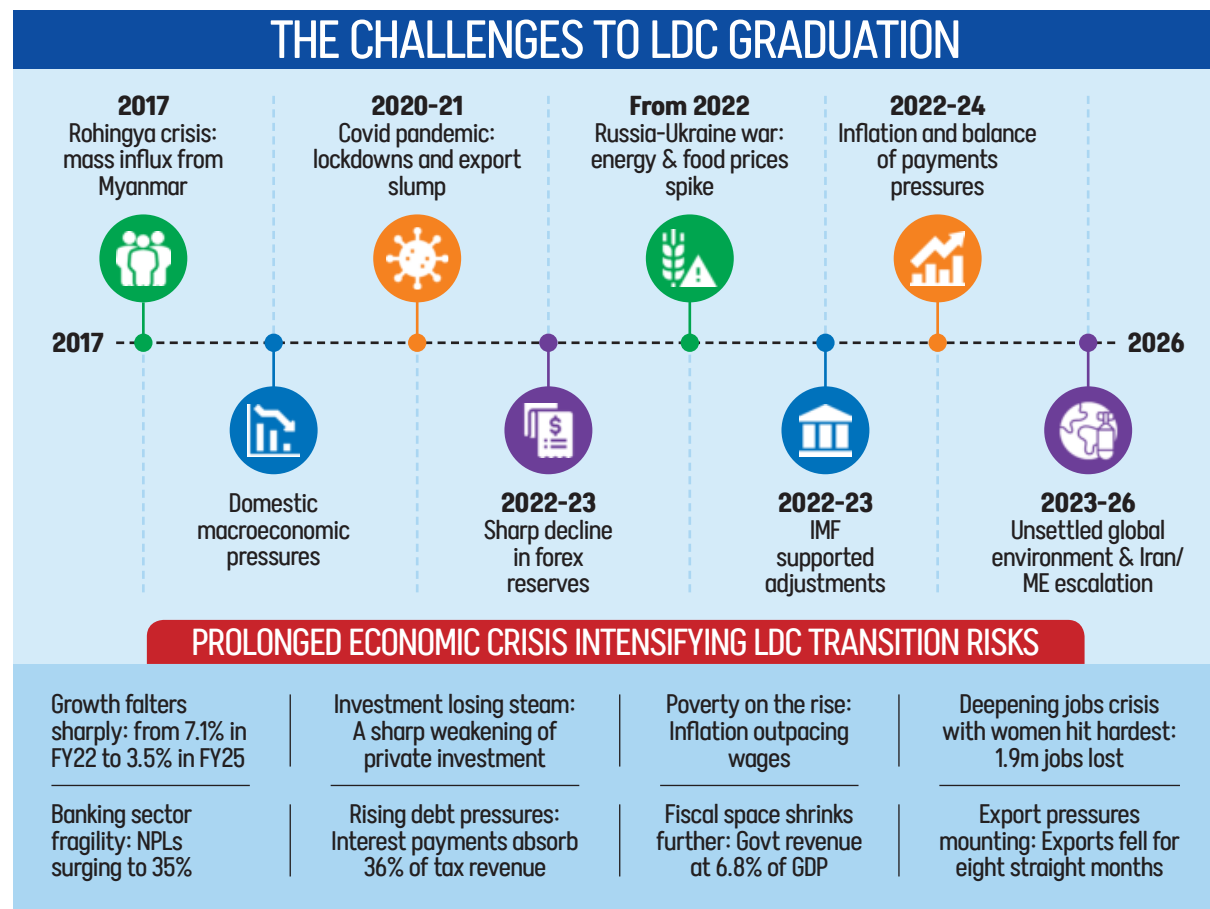 THE CHALLENGES TO LDC GRADUATION
2017
Rohingya crisis:
mass influx from
Myanmar
2020-21
Covid pandemic:
lockdowns and export
slump
From 2022
Russia-Ukraine war:
energy & food prices
spike
2022-24
Inflation and balance
of payments
pressures
2017
2026
$
Domestic
macroeconomic
pressures
2022-23
Sharp decline
in forex
reserves
2022-23
IMF
supported
adjustments
2023-26
Unsettled global
environment & Iran/
ME escalation
PROLONGED ECONOMIC CRISIS INTENSIFYING LDC TRANSITION RISKS
Growth falters
sharply: from 7.1% in
FY22 to 3.5% in FY25
Investment losing steam:
A sharp weakening of
private investment
Poverty on the rise:
Inflation outpacing
wages
Deepening jobs crisis
with women hit hardest:
1.9m jobs lost
Banking sector
fragility: NPLs
surging to 35%
Rising debt pressures:
Interest payments absorb
36% of tax revenue
Fiscal space shrinks
further: Govt revenue
at 6.8% of GDP
Export pressures
mounting: Exports fell for
eight straight months